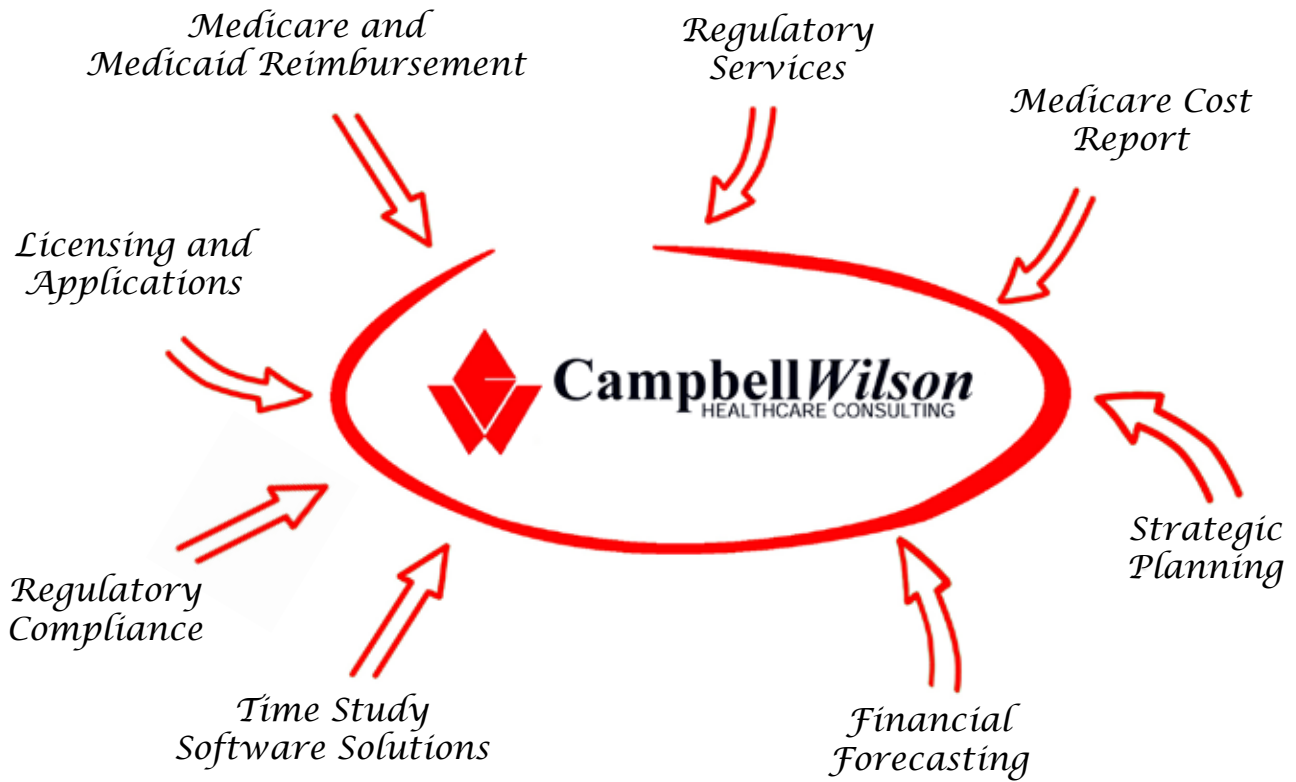 Medicare and
Medicaid Reimbursement
Regulatory
Services
Medicare Cost
Report
Licensing and
Applications
CampbellWilson
HEALTHCARE CONSULTING
Strategic
Planning
Regulatory
Compliance
Time Study
Software Solutions
Financial
Forecasting